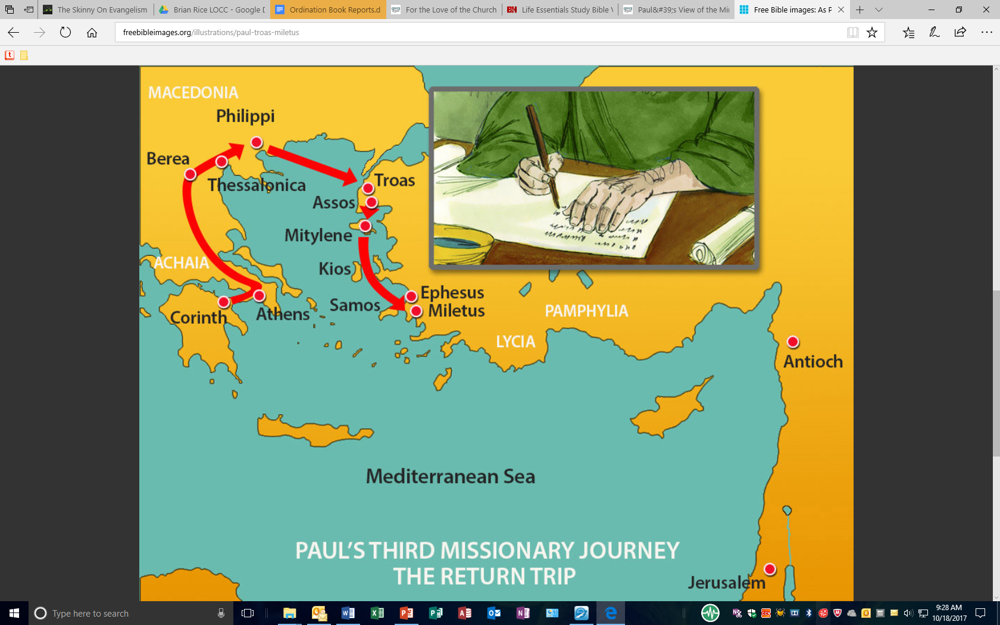 The Skinny On Evangelism
Brian Rice LOCC - Google D
Ordination Book Reports.d
For the Love of the Church
Life Essentials Study Bible V
Paul&#39;s View of the Mir
Free Bible images: As P
freebibleimages.org/illustrations/paul-troas-miletus
MACEDONIA
Philippi
Berea
Thessalonica
Troas
Assos
Mitylene
ACHAIA
Kios
Ephesus
Samos
Miletus
PAMPHYLIA
Corinth
Athens
LYCIA
Antioch
Mediterranean Sea
PAUL'S THIRD MISSIONARY JOURNEY
THE RETURN TRIP
Jerusalem
Type here to search
9:28 AM
10/18/2017